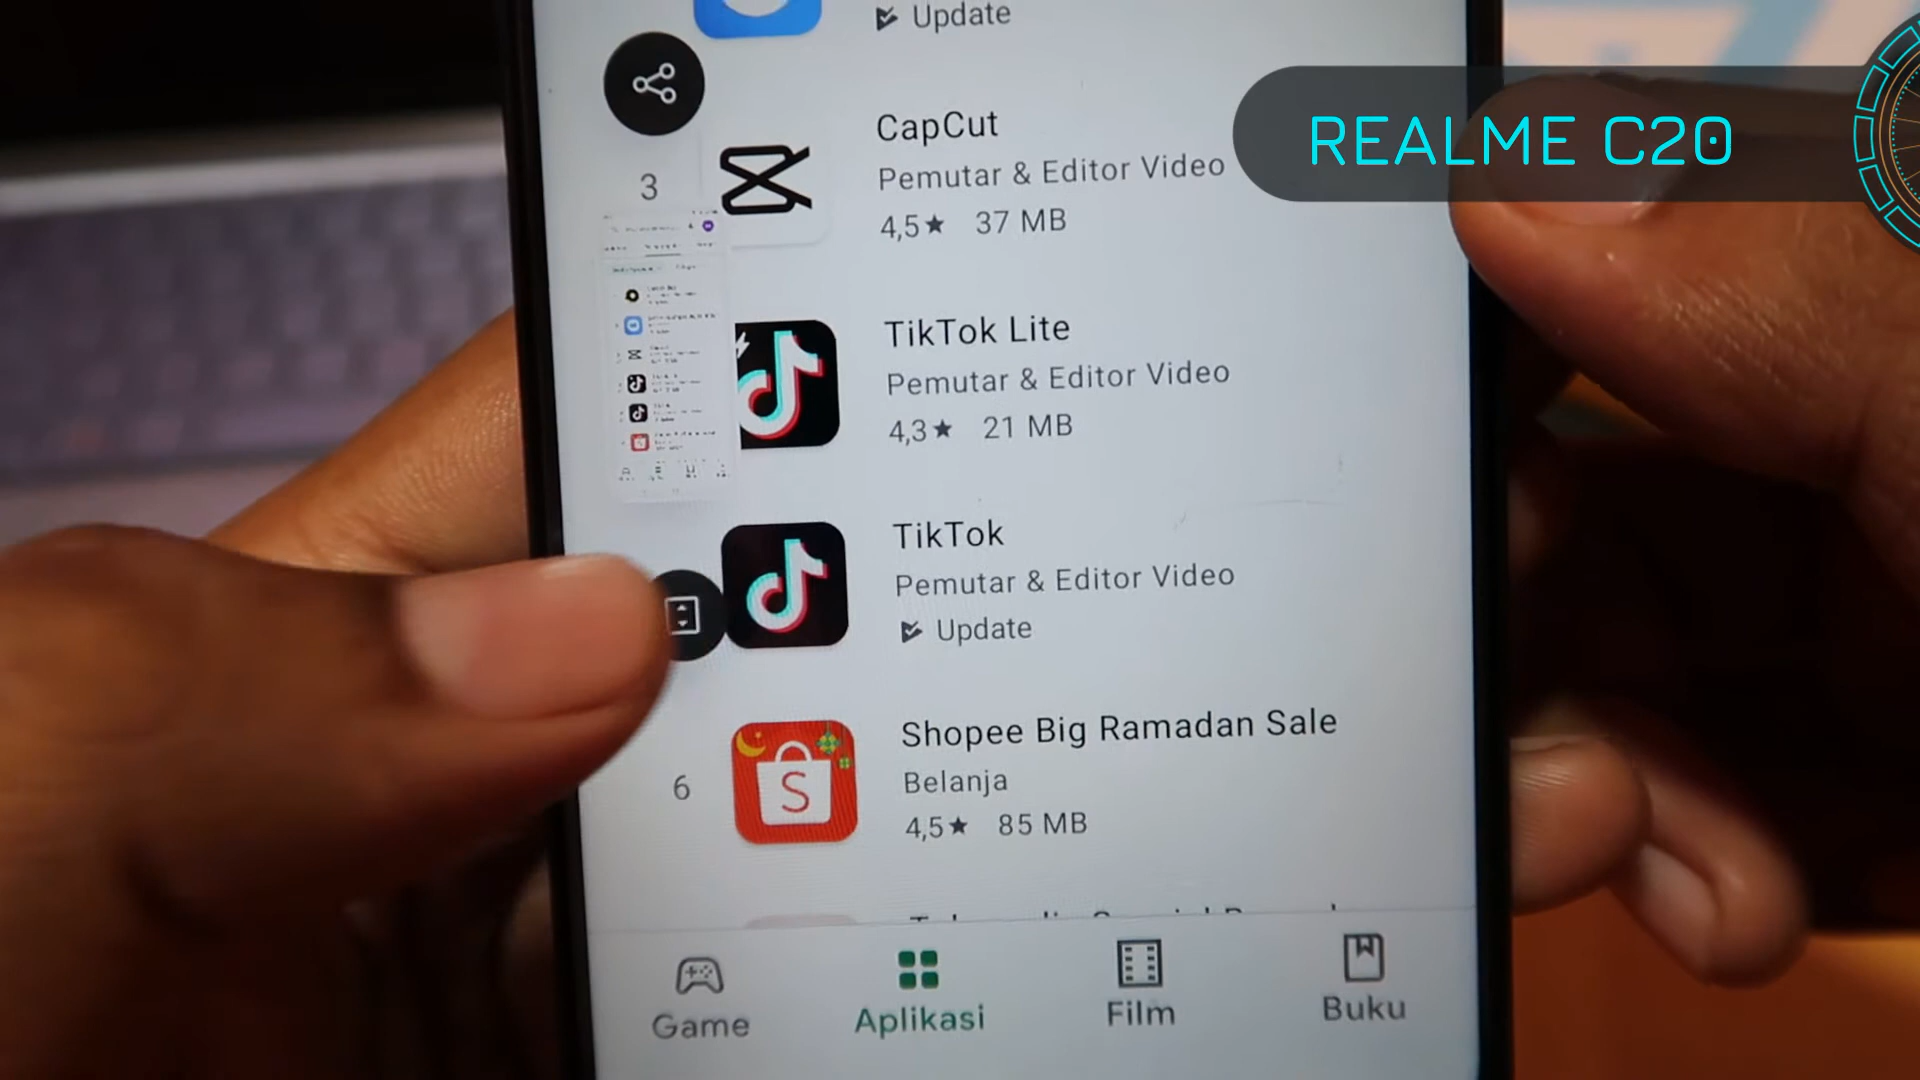 Update
REALME C20
CapCut
Pemutar & Editor Video
3
4,5★ 37 MB
TikTok Lite
Pemutar & Editor Video
4,3★ 21 MB
TikTok
Pemutar & Editor Video
Update
Shopee Big Ramadan Sale
6
Belanja
4,5★ 85 MB
Game
Aplikasi
Film
Buku